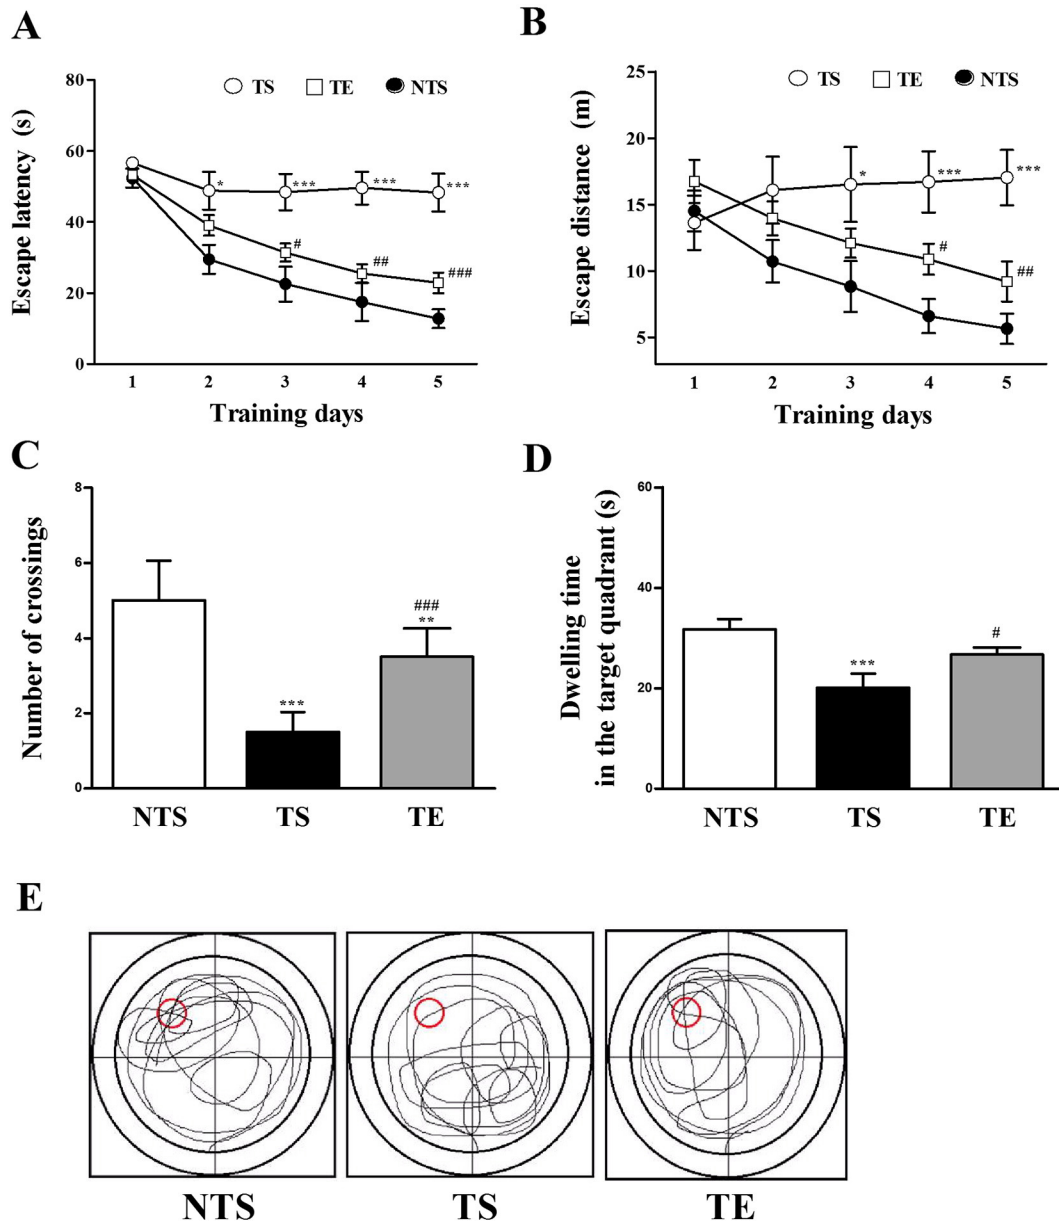 A
TS TE NTS
Escape latency (s)
80
60
40
20
0
* *** *** ***
# ## ###
1 2 3 4 5
Training days
B
TS TE NTS
Escape distance (m)
25
20
15
10
5
* *** ***
# ##
1 2 3 4 5
Training days
C
Number of crossings
8
6
4
2
0
***
###
**
NTS TS TE
D
Dwelling time
in the target quadrant (s)
60
40
20
0
***
#
NTS TS TE
E
NTS TS TE